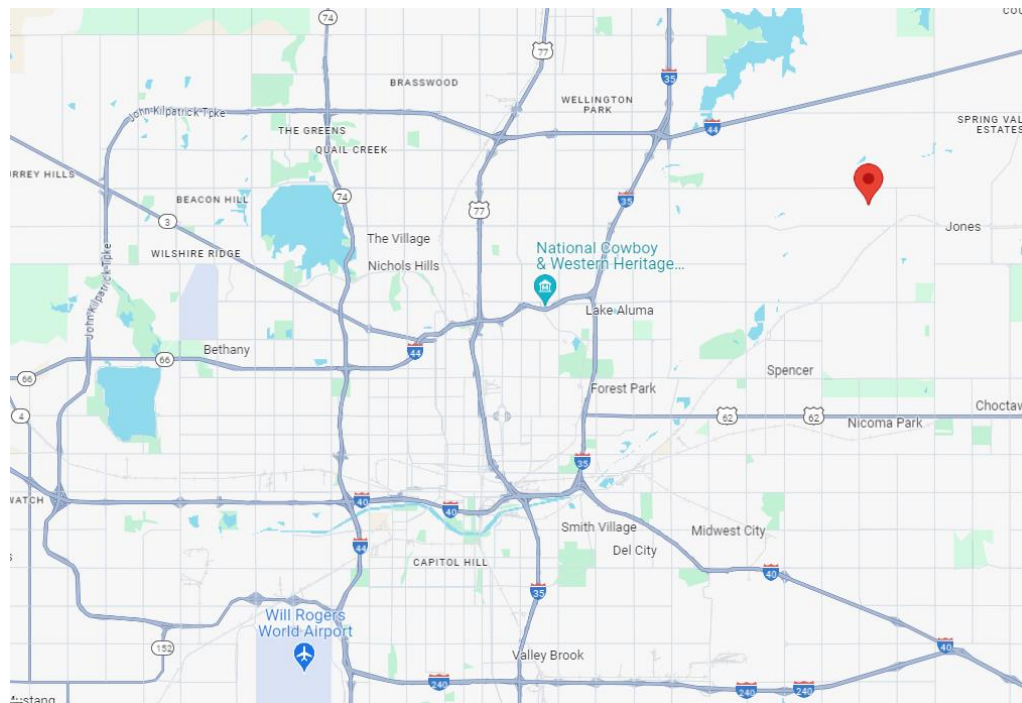 COU
74
77
BRASSWOOD
35
WELLINGTON
PARK
John Kilpatrick Tpke
44
SPRING VAL
ESTATES
THE GREENS
QUAIL CREEK
URREY HILLS
74
BEACON HILL
77
35
3
Jones
The Village
WILSHIRE RIDGE
Nichols Hills
National Cowboy
& Western Heritage...
John Kilpatrick Tpke
Lake Aluma
Bethany
44
66
66
Spencer
Forest Park
4
62
62
Choctaw
Nicoma Park
35
WATCH
40
40
Smith Village
Midwest City
Del City
44
CAPITOL HILL
40
35
Will Rogers
World Airport
152
40
Valley Brook
240
240
240
Mustang